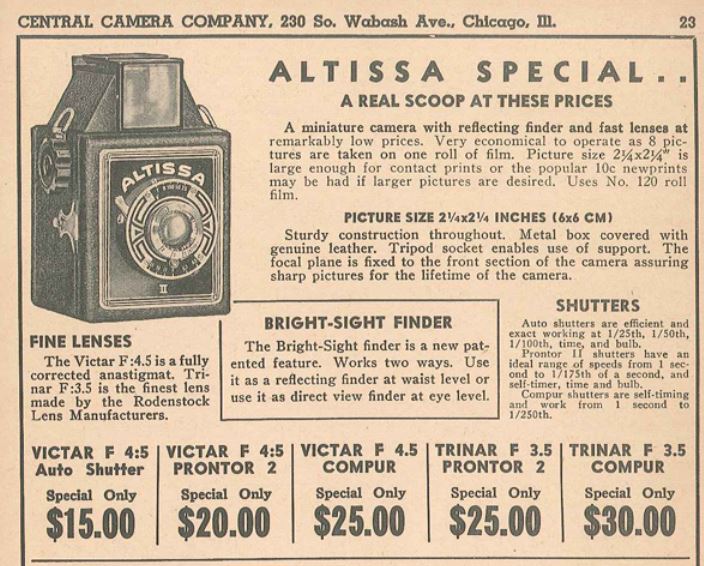 CENTRAL CAMERA COMPANY, 230 So. Wabash Ave., Chicago, Ill. 23
ALTISSA SPECIAL..
A REAL SCOOP AT THESE PRICES
A miniature camera with reflecting finder and fast lenses at
remarkably low prices. Very economical to operate as 8 pic-
tures are taken on one roll of film. Picture size 2¼x2¼" is
large enough for contact prints or the popular 10c newprints
may be had if larger pictures are desired. Uses No. 120 roll
film.
PICTURE SIZE 2¼x2¼ INCHES (6x6 CM)
Sturdy construction throughout. Metal box covered with
genuine leather. Tripod socket enables use of support. The
focal plane is fixed to the front section of the camera assuring
sharp pictures for the lifetime of the camera.
ALTISSA
II
FINE LENSES
The Victar F:4.5 is a fully
corrected anastigmat. Tri-
nar F:3.5 is the finest lens
made by the Rodenstock
Lens Manufacturers.
BRIGHT-SIGHT FINDER
The Bright-Sight finder is a new pat-
ented feature. Works two ways. Use
it as a reflecting finder at waist level or
use it as direct view finder at eye level.
SHUTTERS
Auto shutters are efficient and
exact working at 1/25th, 1/50th,
1/100th, time, and bulb.
Prontor II shutters have an
ideal range of speeds from 1 sec-
ond to 1/175th of a second, and
self-timer, time and bulb.
Compur shutters are self-timing
and work from 1 second to
1/250th.
VICTAR F 4:5
Auto Shutter
Special Only
$15.00
VICTAR F 4:5
PRONTOR 2
Special Only
$20.00
VICTAR F 4.5
COMPUR
Special Only
$25.00
TRINAR F 3.5
PRONTOR 2
Special Only
$25.00
TRINAR F 3.5
COMPUR
Special Only
$30.00